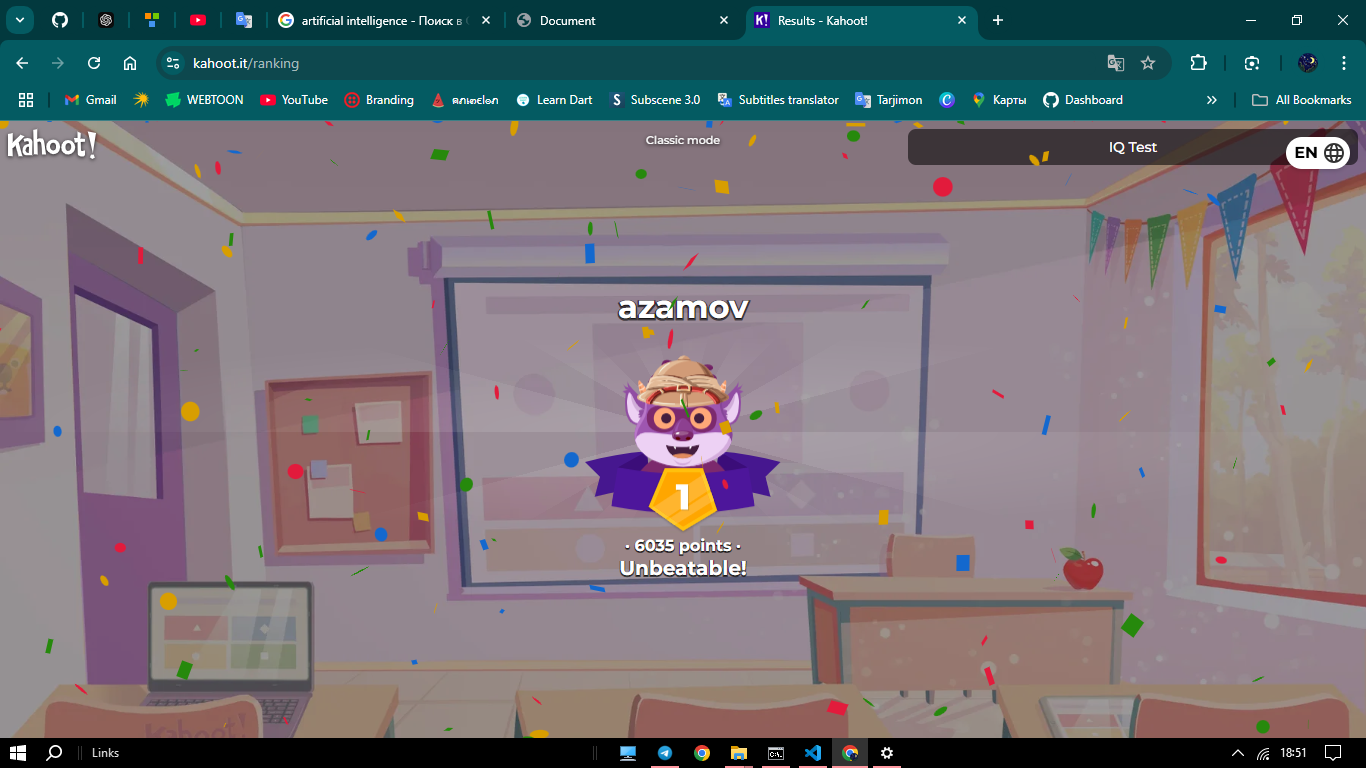 artificial intelligence - Поиск в
Document
Results - Kahoot!
kahoot.it/ranking
Gmail
WEBTOON
YouTube
Branding
Learn Dart
Subscene 3.0
Subtitles translator
Tarjimon
Карты
Dashboard
All Bookmarks
Kahoot!
Classic mode
IQ Test
EN
azamov
1
· 6035 points ·
Unbeatable!
Kahoot!
Links
18:51